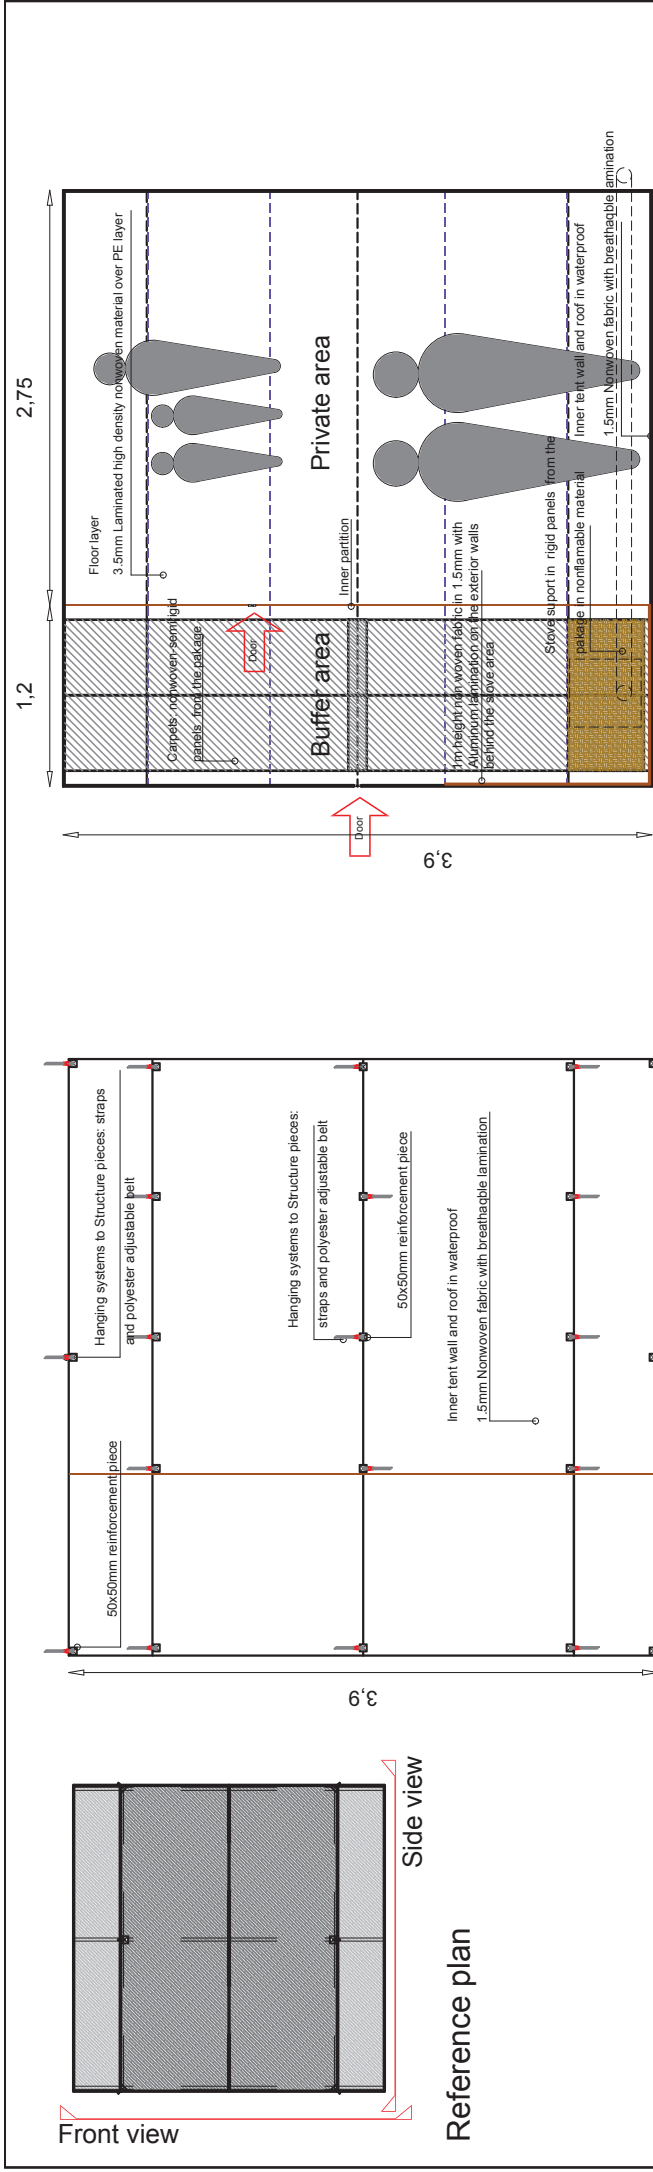 Front view
Side view
Reference plan
3,9
50x50mm reinforcement piece
Hanging systems to Structure pieces: straps
and polyester adjustable belt
Hanging systems to Structure pieces:
straps and polyester adjustable belt
50x50mm reinforcement piece
Inner tent wall and roof in waterproof
1.5mm Nonwoven fabric with breathaqble lamination
1,2
2,75
3,9
Floor layer
3.5mm Laminated high density nonwoven material over PE layer
Carpets: nonwoven semirigid
panels from the pakage
Door
Door
Buffer area
Private area
Inner partition
1m height non woven fabric in 1.5mm with
Aluminum lamination on the exterior walls
behind the stove area
Stove suport in rigid panels from the
pakage in nonflamable material
Inner tent wall and roof in waterproof
1.5mm Nonwoven fabric with breathaqble lamination